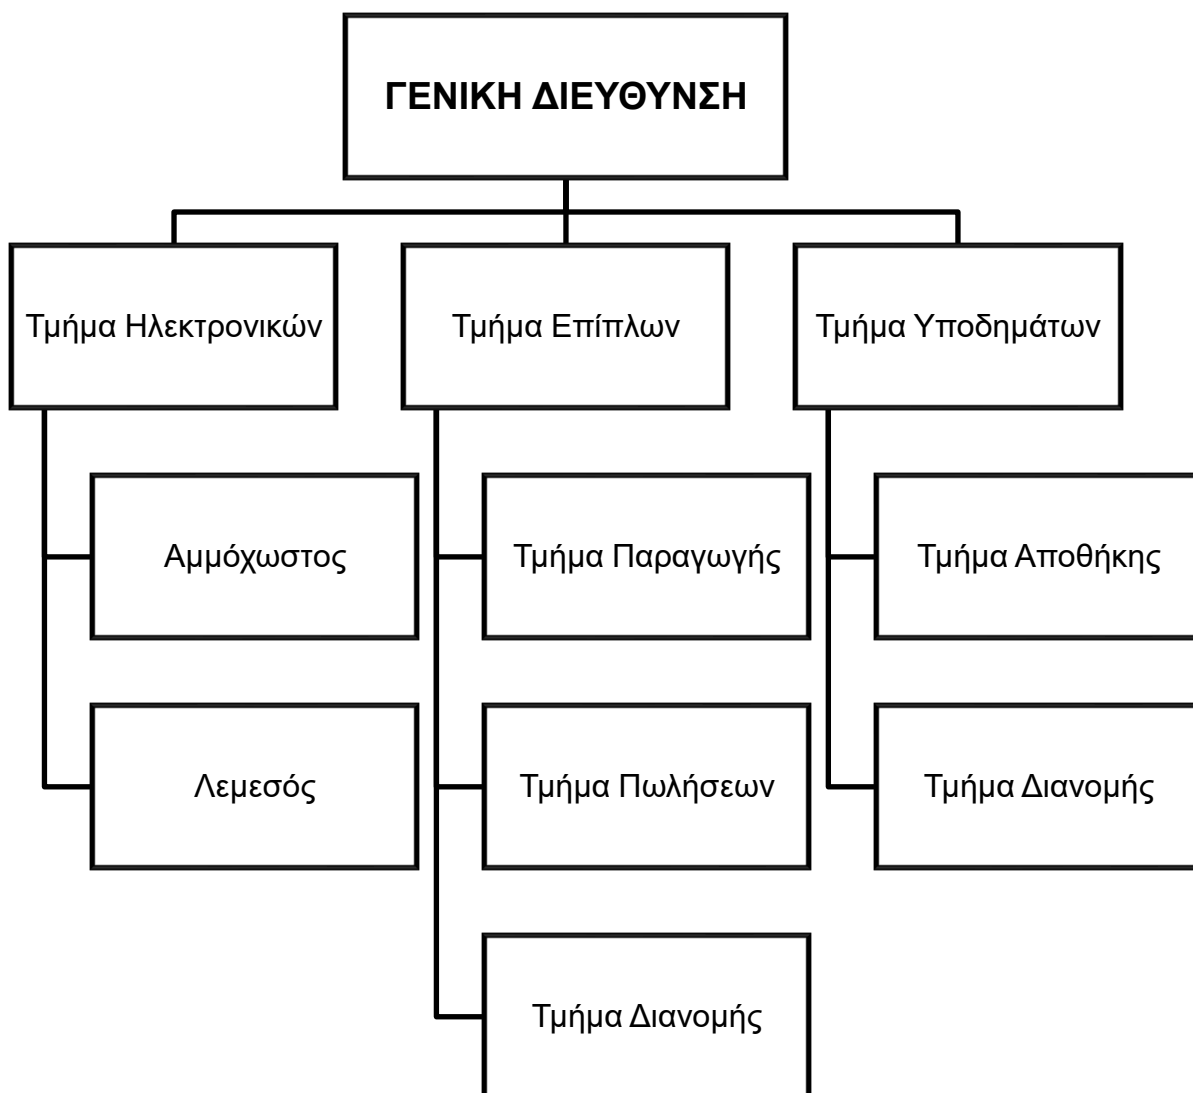 ΓΕΝΙΚΗ ΔΙΕΥΘΥΝΣΗ
Τμήμα Ηλεκτρονικών
Τμήμα Επίπλων
Τμήμα Υποδημάτων
Αμμόχωστος
Τμήμα Παραγωγής
Τμήμα Αποθήκης
Λεμεσός
Τμήμα Πωλήσεων
Τμήμα Διανομής
Τμήμα Διανομής